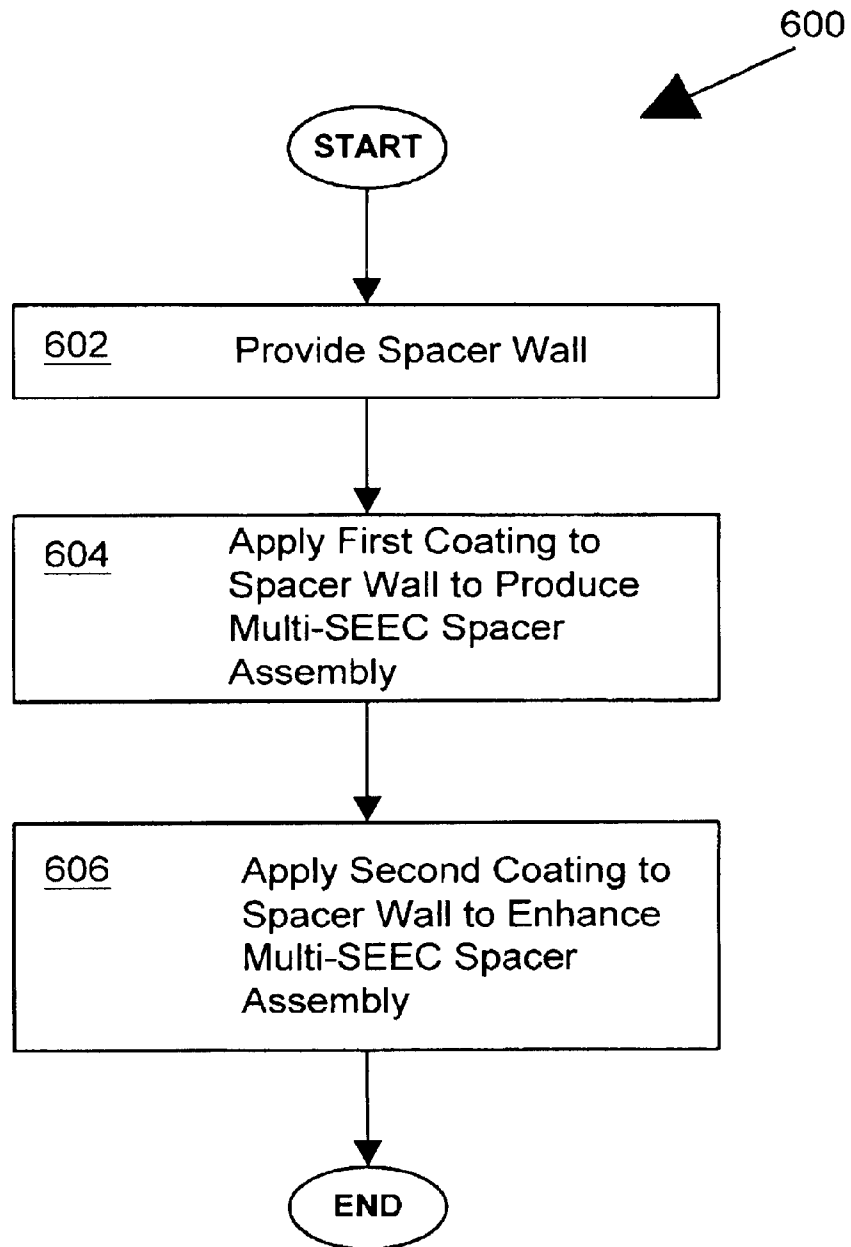 600
START
602 Provide Spacer Wall
604 Apply First Coating to
Spacer Wall to Produce
Multi-SEEC Spacer
Assembly
606 Apply Second Coating to
Spacer Wall to Enhance
Multi-SEEC Spacer
Assembly
END